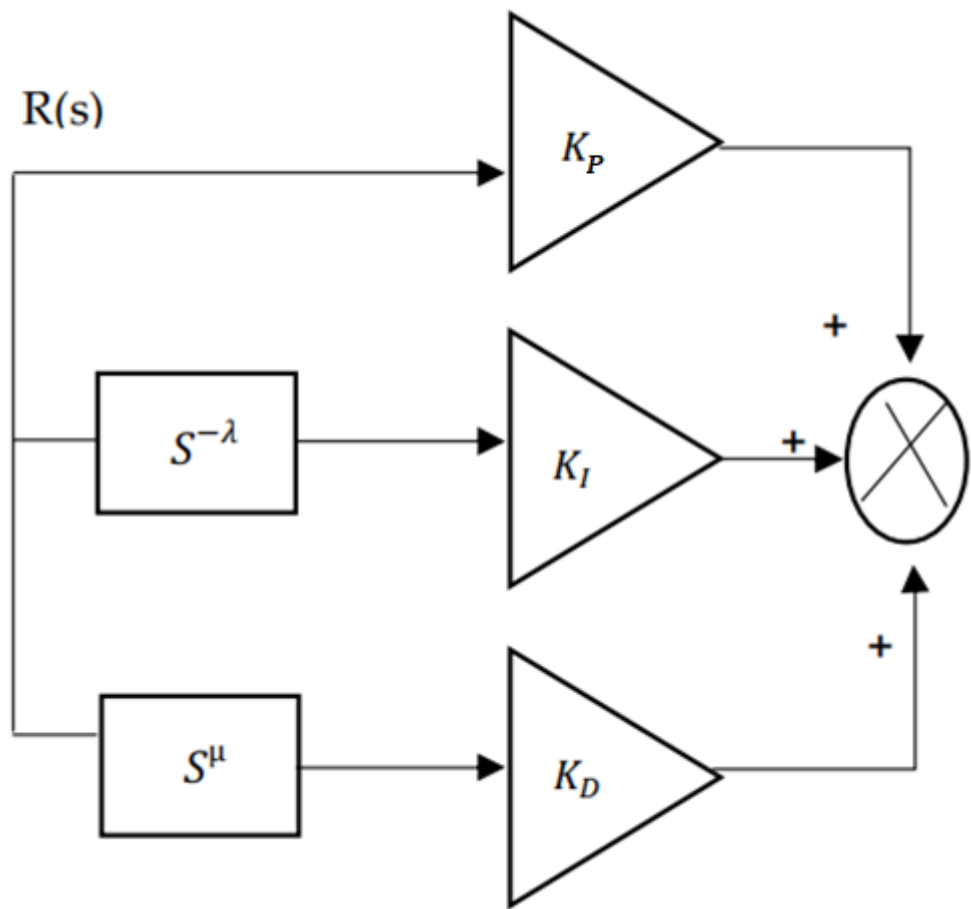 R(s)
K_P
+
S^{-λ}
K_I
+
S^μ
K_D
+